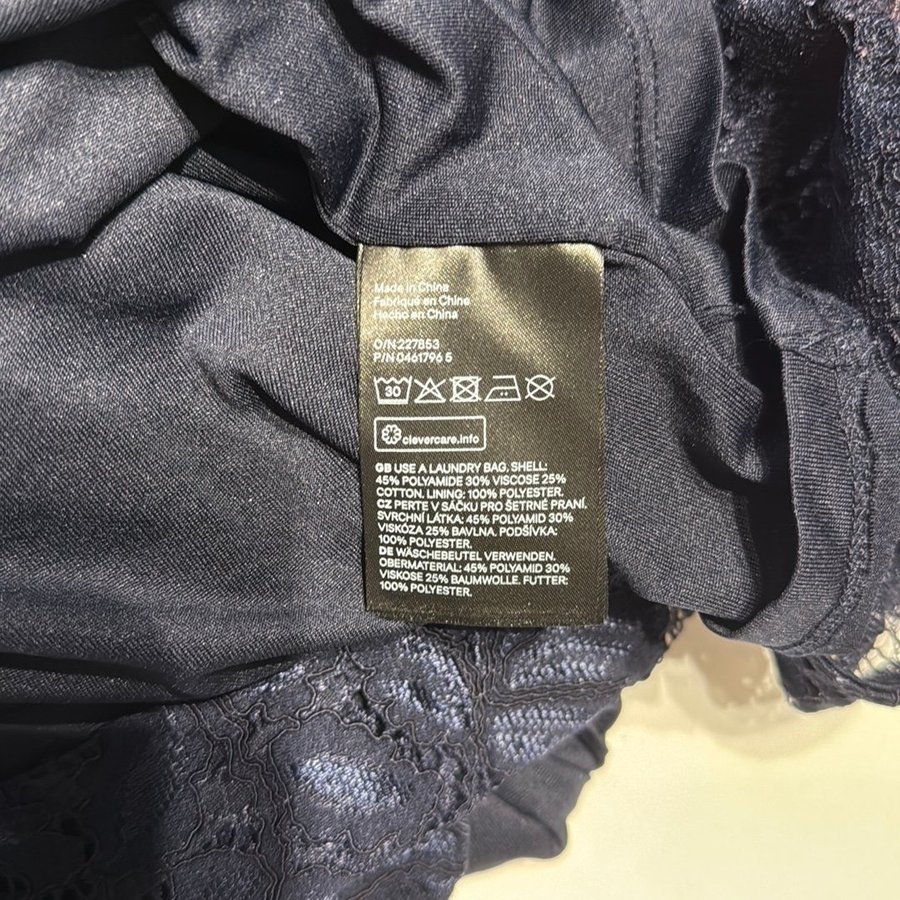 Made in China
Fabriqué en China
Hecho en China
O/N 227853
P/N 0461796 5
30
clevercare.info
GB USE A LAUNDRY BAG. SHELL:
45% POLYAMIDE 30% VISCOSE 25%
COTTON. LINING: 100% POLYESTER.
CZ PERTE V SÁČKU PRO ŠETRNÉ PRANÍ.
SVRCHNÍ LÁTKA: 45% POLYAMID 30%
VISKÓZA 25% BAVLNA. PODŠÍVKA:
100% POLYESTER.
DE WÄSCHEBEUTEL VERWENDEN.
OBERMATERIAL: 45% POLYAMID 30%
VISKOSE 25% BAUMWOLLE. FUTTER:
100% POLYESTER.